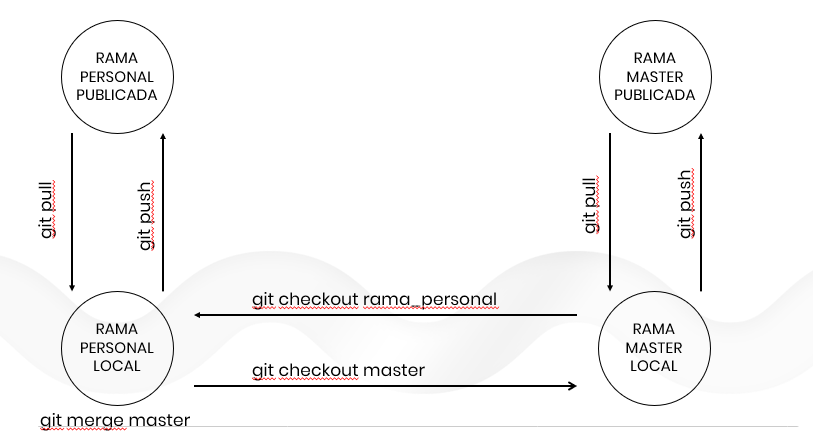 RAMA
PERSONAL
PUBLICADA
RAMA
MASTER
PUBLICADA
git pull
git push
git pull
git push
git checkout rama_personal
RAMA
PERSONAL
LOCAL
RAMA
MASTER
LOCAL
git checkout master
git merge master